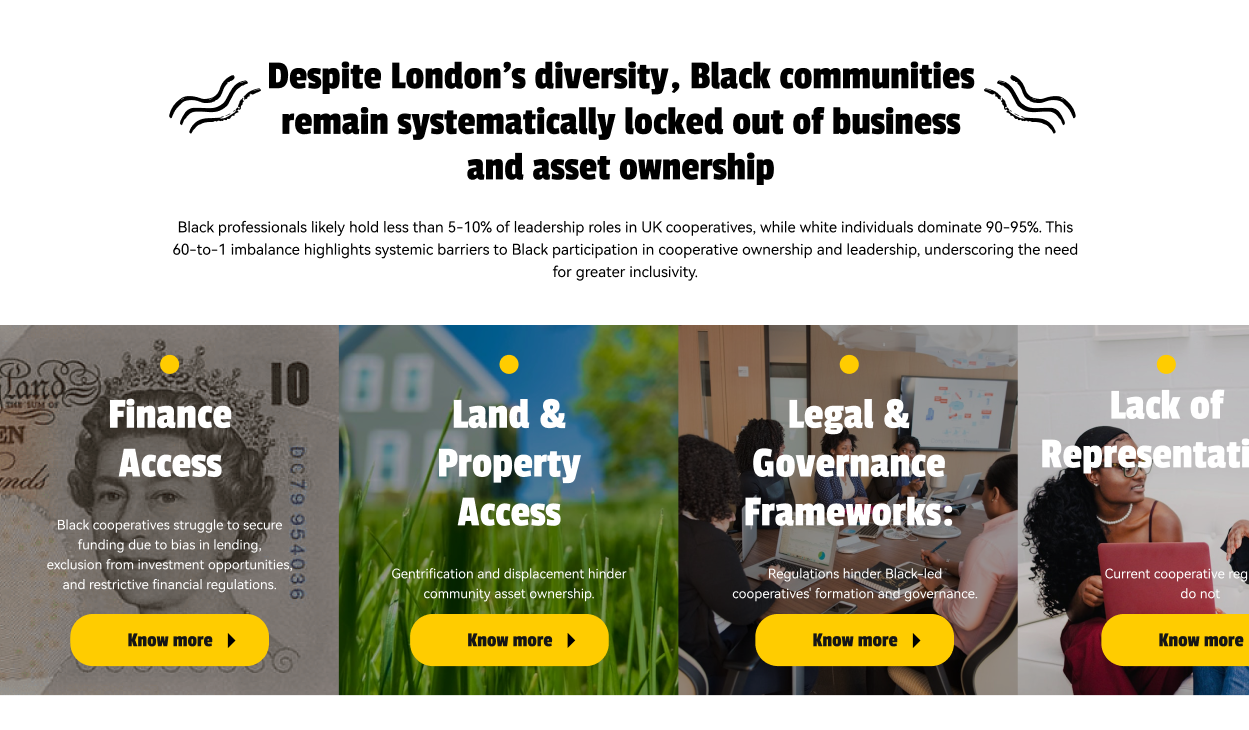 Despite London's diversity, Black communities
remain systematically locked out of business
and asset ownership
Black professionals likely hold less than 5-10% of leadership roles in UK cooperatives, while white individuals dominate 90-95%. This
60-to-1 imbalance highlights systemic barriers to Black participation in cooperative ownership and leadership, underscoring the need
for greater inclusivity.
10
THE SUM OF
DC79 954036
Finance
Access
Black cooperatives struggle to secure
funding due to bias in lending,
exclusion from investment opportunities,
and restrictive financial regulations.
Know more
Land &
Property
Access
Gentrification and displacement hinder
community asset ownership.
Know more
Legal &
Governance
Frameworks:
Regulations hinder Black-led
cooperatives' formation and governance.
Know more
Lack of
Representati
Current cooperative reg
do not
Know more